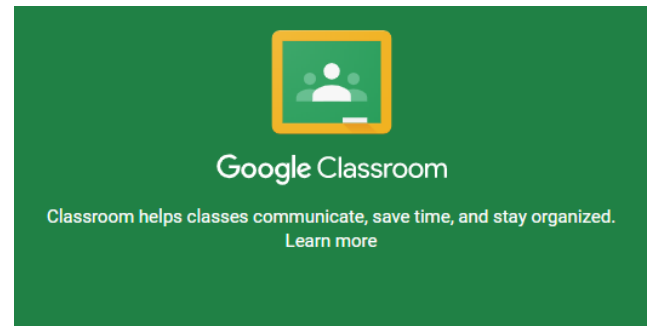 Google Classroom
Classroom helps classes communicate, save time, and stay organized.
Learn more